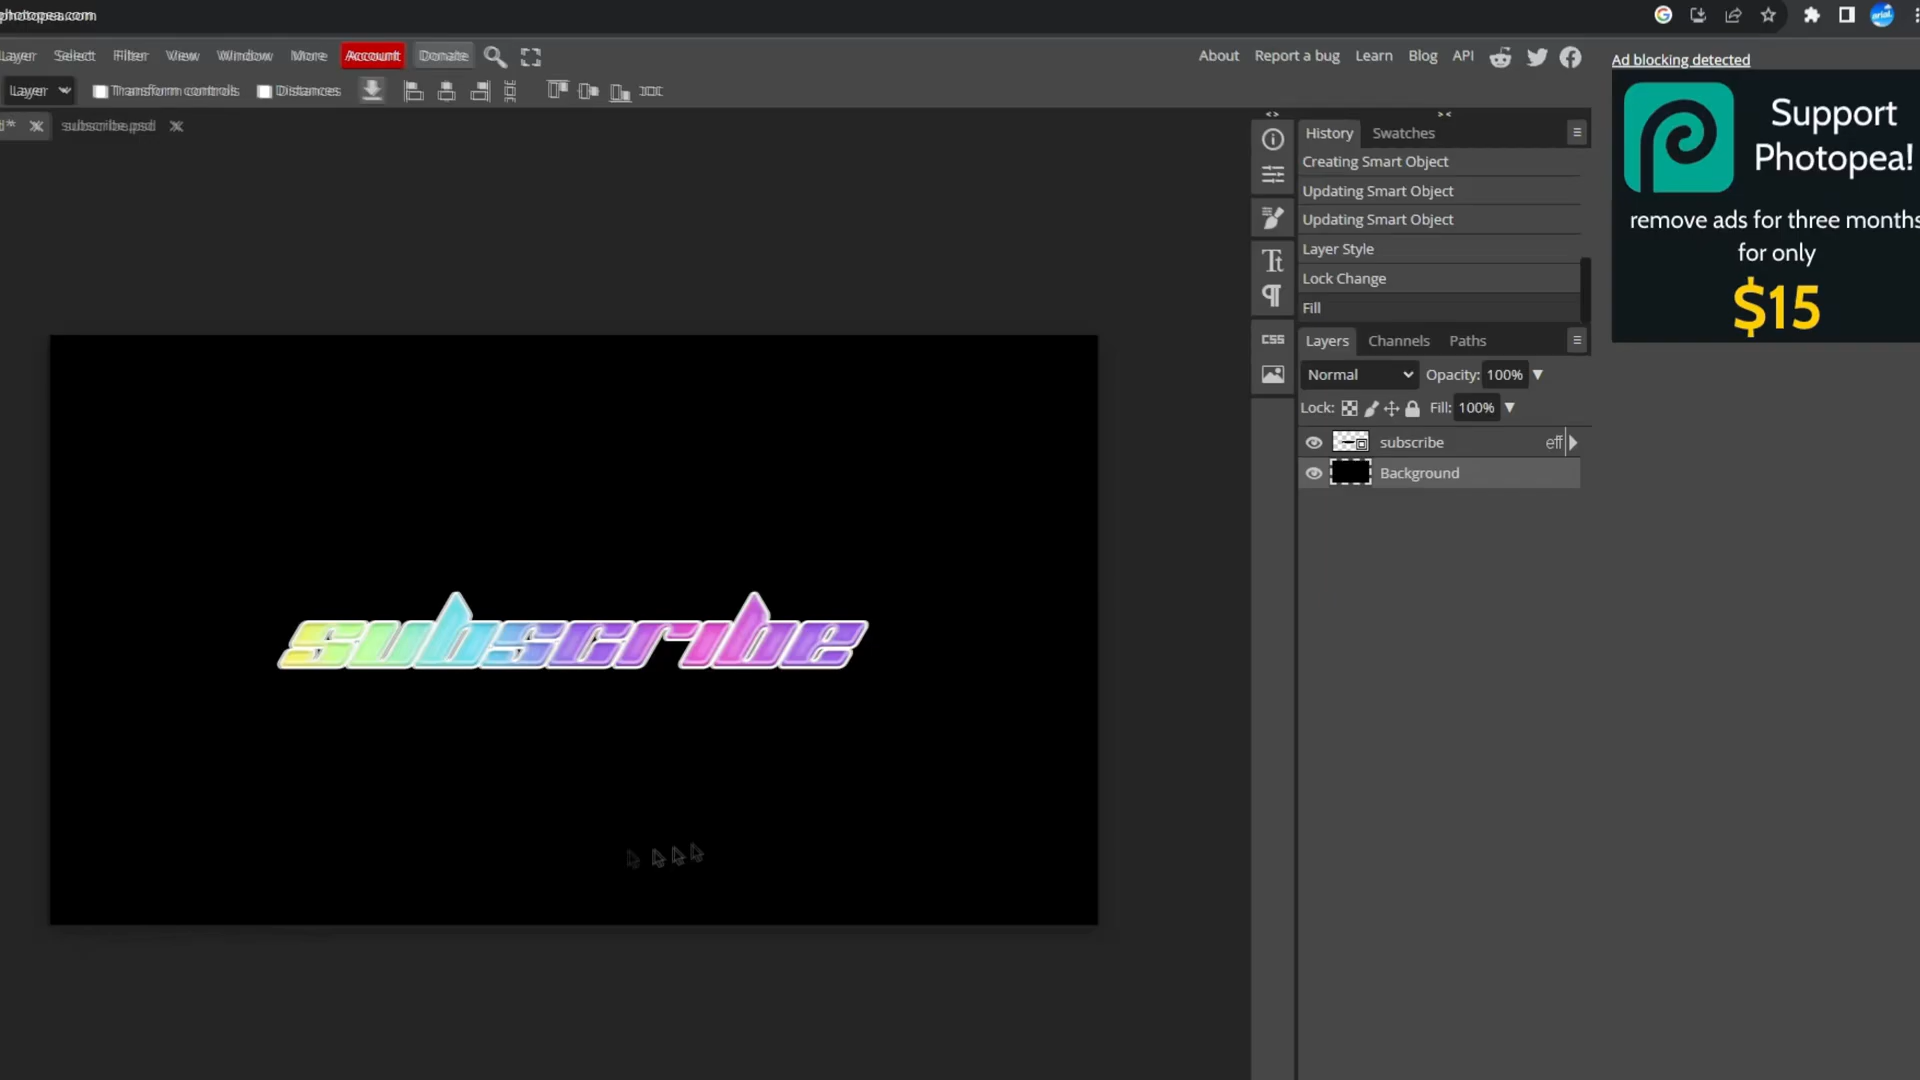 photopea.com
Layer Select Filter View Window More Account Donate
About Report a bug Learn Blog API
Ad blocking detected
Layer Transform controls Distances
subscribe.psd
History Swatches
Creating Smart Object
Updating Smart Object
Updating Smart Object
Layer Style
Lock Change
Fill
Support
Photopea!
remove ads for three months
for only
$15
CSS
Layers Channels Paths
Normal Opacity: 100%
Lock: Fill: 100%
subscribe eff
Background
subscribe